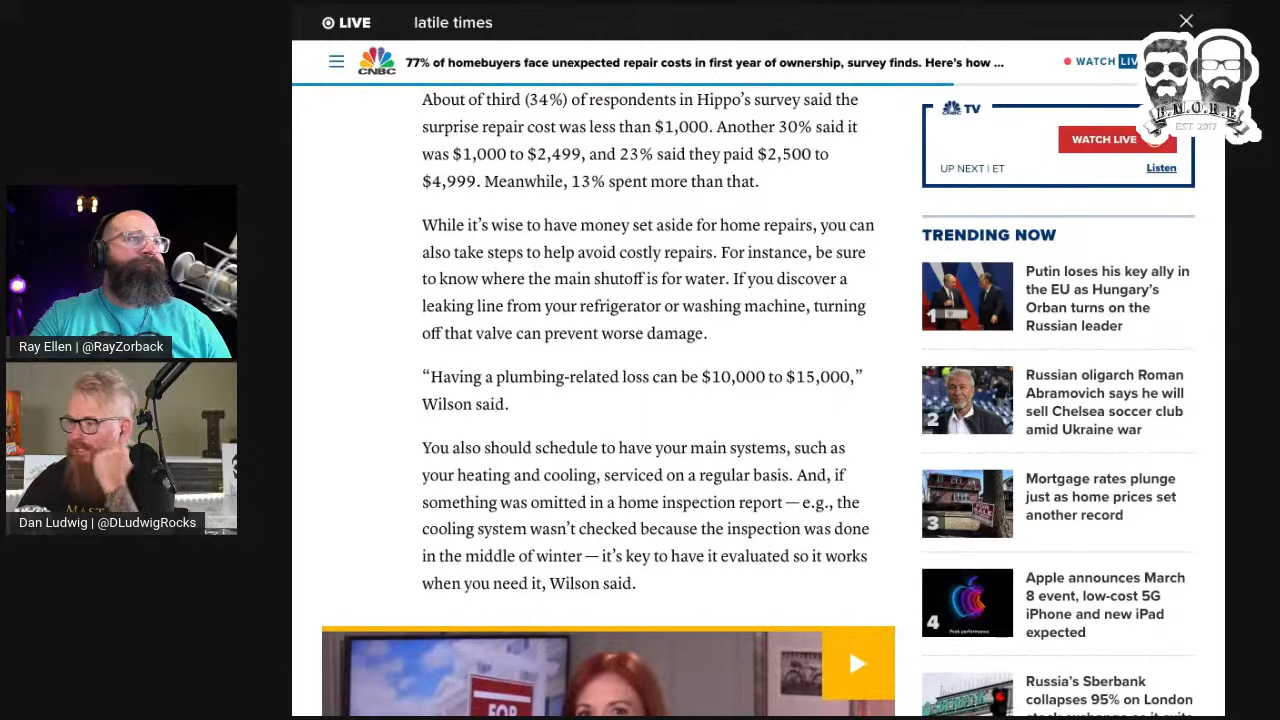 LIVE
latile times
CNBC
77% of homebuyers face unexpected repair costs in first year of ownership, survey finds. Here's how ...
WATCH LIV
E.M.O.R.E
EST. 2017
About of third (34%) of respondents in Hippo's survey said the
surprise repair cost was less than $1,000. Another 30% said it
was $1,000 to $2,499, and 23% said they paid $2,500 to
$4,999. Meanwhile, 13% spent more than that.
While it's wise to have money set aside for home repairs, you can
also take steps to help avoid costly repairs. For instance, be sure
to know where the main shutoff is for water. If you discover a
leaking line from your refrigerator or washing machine, turning
off that valve can prevent worse damage.
“Having a plumbing-related loss can be $10,000 to $15,000,”
Wilson said.
You also should schedule to have your main systems, such as
your heating and cooling, serviced on a regular basis. And, if
something was omitted in a home inspection report — e.g., the
cooling system wasn't checked because the inspection was done
in the middle of winter — it's key to have it evaluated so it works
when you need it, Wilson said.
FOR
TV
WATCH LIVE
UP NEXT | ET
Listen
TRENDING NOW
1
Putin loses his key ally in
the EU as Hungary's
Orban turns on the
Russian leader
2
Russian oligarch Roman
Abramovich says he will
sell Chelsea soccer club
amid Ukraine war
3
Mortgage rates plunge
just as home prices set
another record
4
Peak performance.
Apple announces March
8 event, low-cost 5G
iPhone and new iPad
expected
Russia's Sberbank
collapses 95% on London
Ray Ellen | @RayZorback
Dan Ludwig | @DLudwigRocks